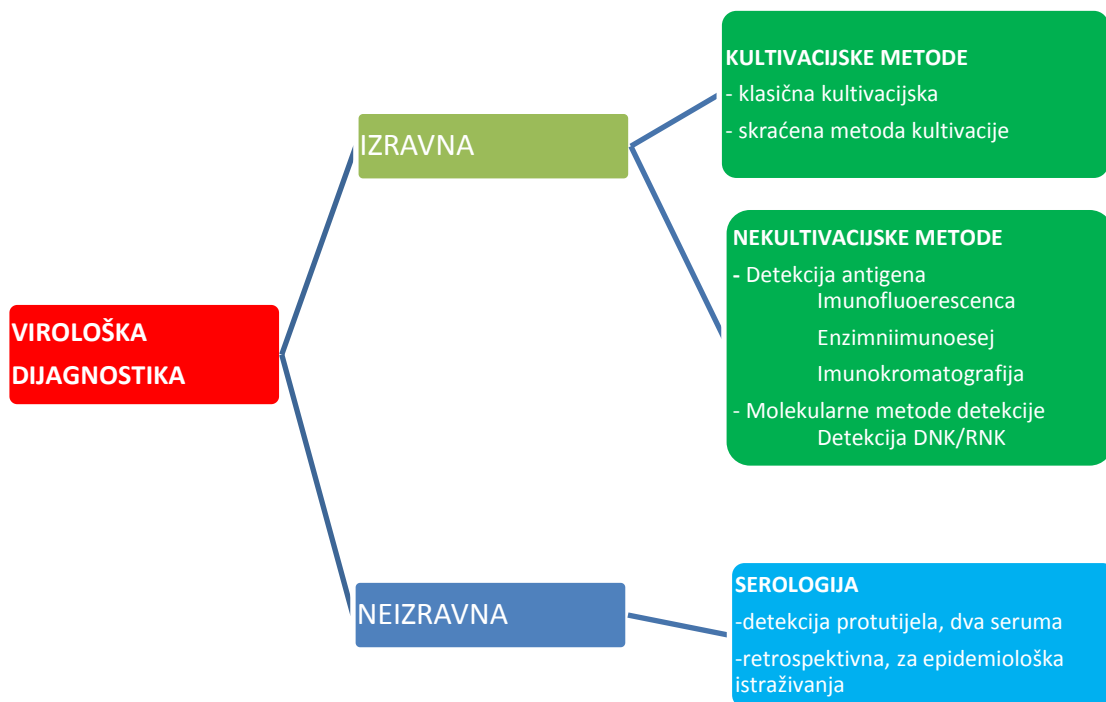 VIROLOŠKA
DIJAGNOSTIKA
IZRAVNA
KULTIVACIJSKE METODE
- klasična kultivacijska
- skraćena metoda kultivacije
NEKULTIVACIJSKE METODE
- Detekcija antigena
Imunofluoerescenca
Enzimniimunoesej
Imunokromatografija
- Molekularne metode detekcije
Detekcija DNK/RNK
NEIZRAVNA
SEROLOGIJA
-detekcija protutijela, dva seruma
-retrospektivna, za epidemiološka
istraživanja